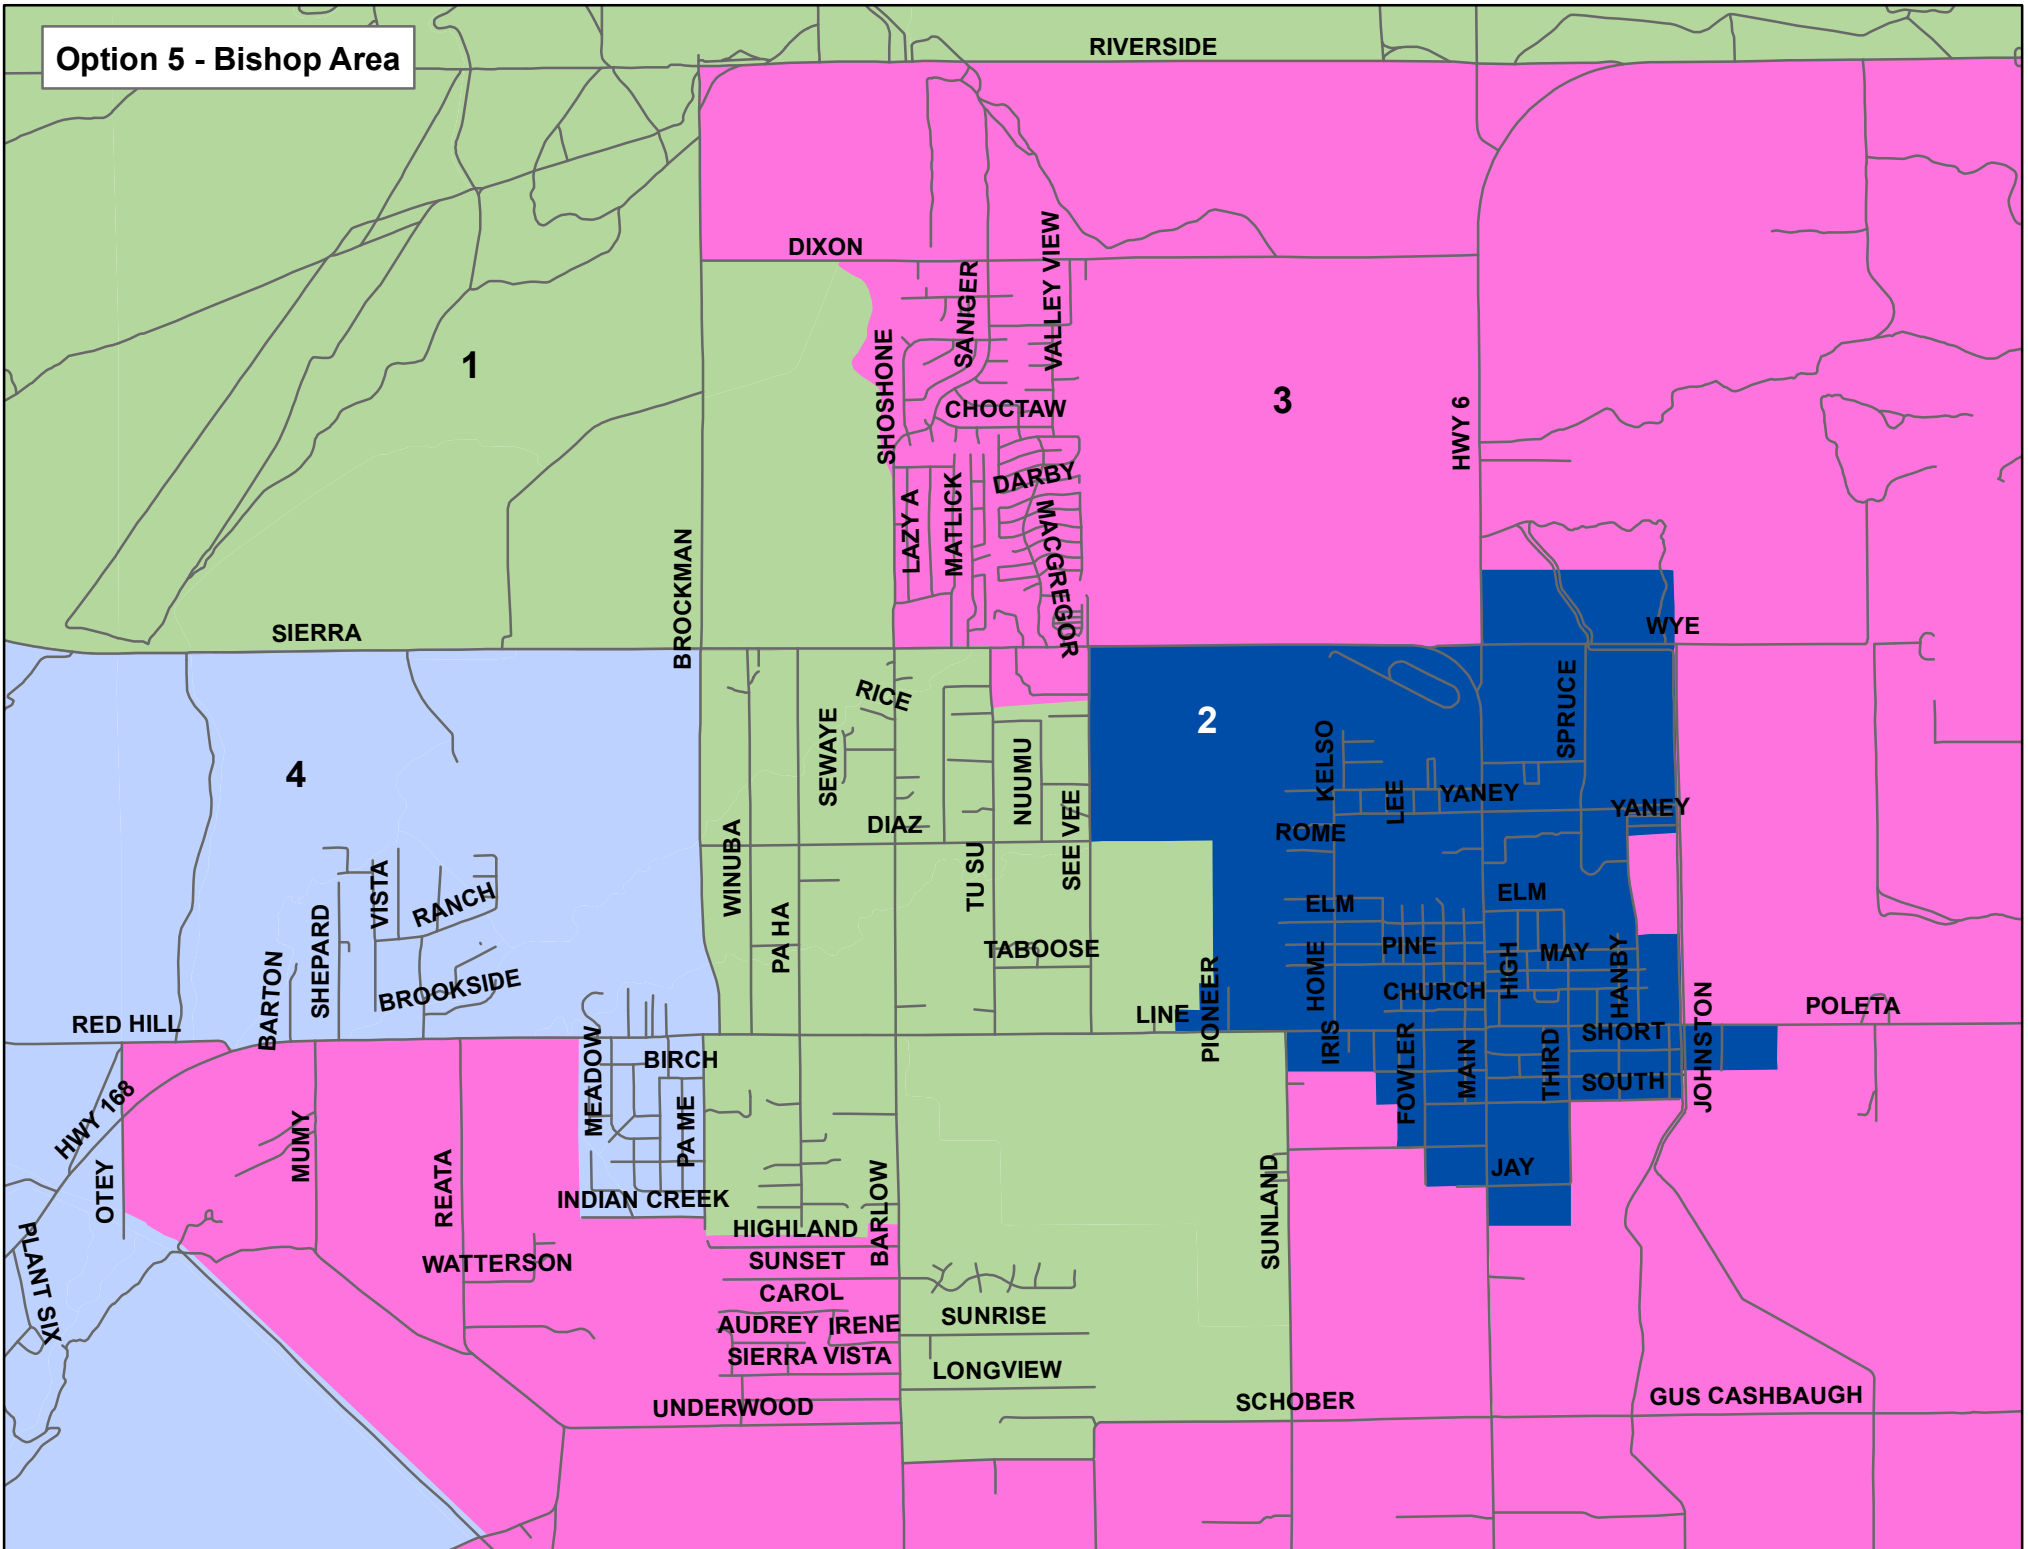 RIVERSIDE
Option 5 - Bishop Area
DIXON
VALLEY VIEW
SANIGER
1
SHOSHONE
3
CHOCTAW
HWY 6
DARBY
LAZY A
MATLICK
MACGREGOR
BROCKMAN
SIERRA
WYE
RICE
SPRUCE
2
SEWAYE
KELSO
4
NUUMU
LEE
YANEY
YANEY
DIAZ
ROME
WINUBA
TU SU
SEE VEE
VISTA
RANCH
ELM
ELM
SHEPARD
PA HA
TABOOSE
PINE
MAY
HIGH
HANBY
HOME
BARTON
BROOKSIDE
CHURCH
PIONEER
LINE
POLETA
RED HILL
JOHNSTON
SHORT
IRIS
BIRCH
MEADOW
FOWLER
MAIN
THIRD
SOUTH
HWY 168
PA ME
MUMY
REATA
JAY
OTEY
INDIAN CREEK
BARLOW
SUNLAND
HIGHLAND
WATTERSON
SUNSET
PLANT SIX
CAROL
SUNRISE
AUDREY
IRENE
SIERRA VISTA
LONGVIEW
UNDERWOOD
SCHOBER
GUS CASHBAUGH